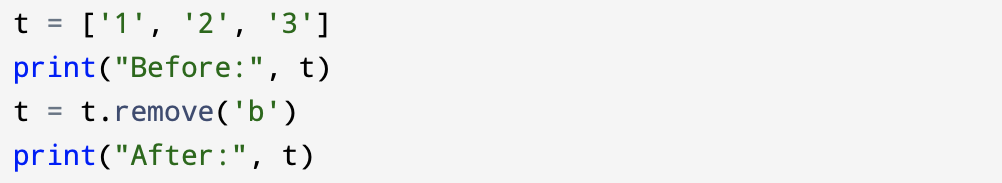 t = ['1', '2', '3']
print("Before:", t)
t = t.remove('b')
print("After:", t)